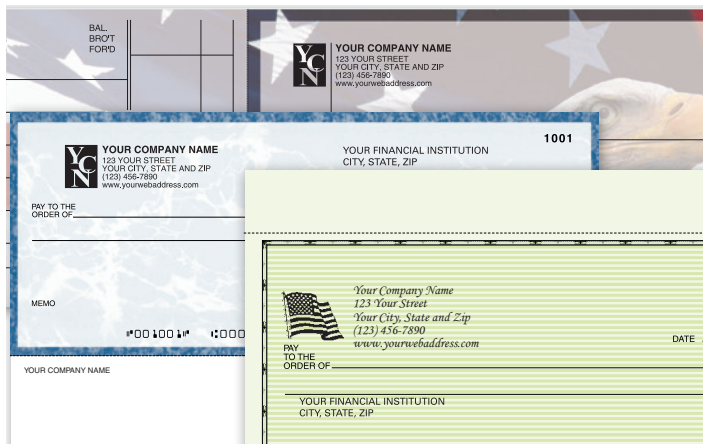 BAL.
BRO'T
FOR'D
YCN
YOUR COMPANY NAME
123 YOUR STREET
YOUR CITY, STATE AND ZIP
(123) 456-7890
www.yourwebaddress.com
1001
YCN
YOUR COMPANY NAME
123 YOUR STREET
YOUR CITY, STATE AND ZIP
(123) 456-7890
www.yourwebaddress.com
YOUR FINANCIAL INSTITUTION
CITY, STATE, ZIP
PAY TO THE
ORDER OF
MEMO
⑈001001⑈ ⑆000
YOUR COMPANY NAME
Your Company Name
123 Your Street
Your City, State and Zip
(123) 456-7890
www.yourwebaddress.com
DATE
PAY
TO THE
ORDER OF
YOUR FINANCIAL INSTITUTION
CITY, STATE, ZIP